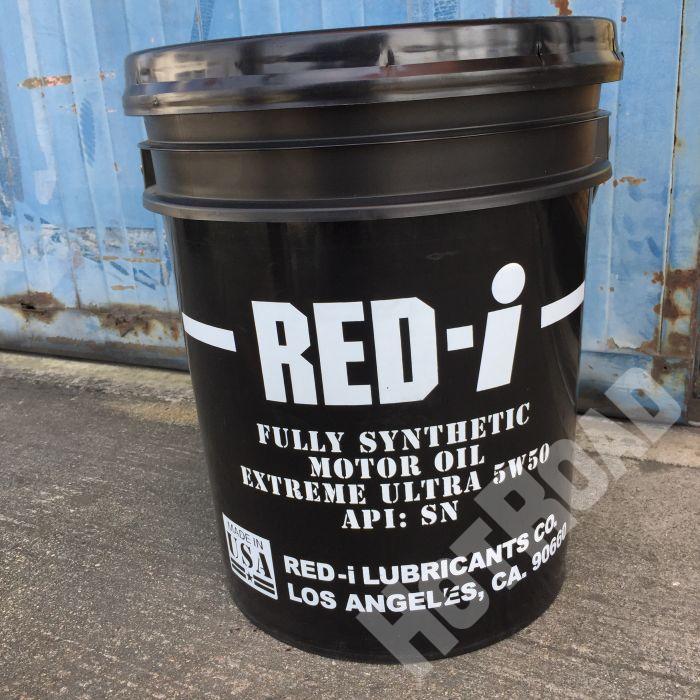 RED-i
FULLY SYNTHETIC
MOTOR OIL
EXTREME ULTRA 5W50
API: SN
MADE IN
USA
RED-i LUBRICANTS CO.
LOS ANGELES, CA. 90660
HOTROAD